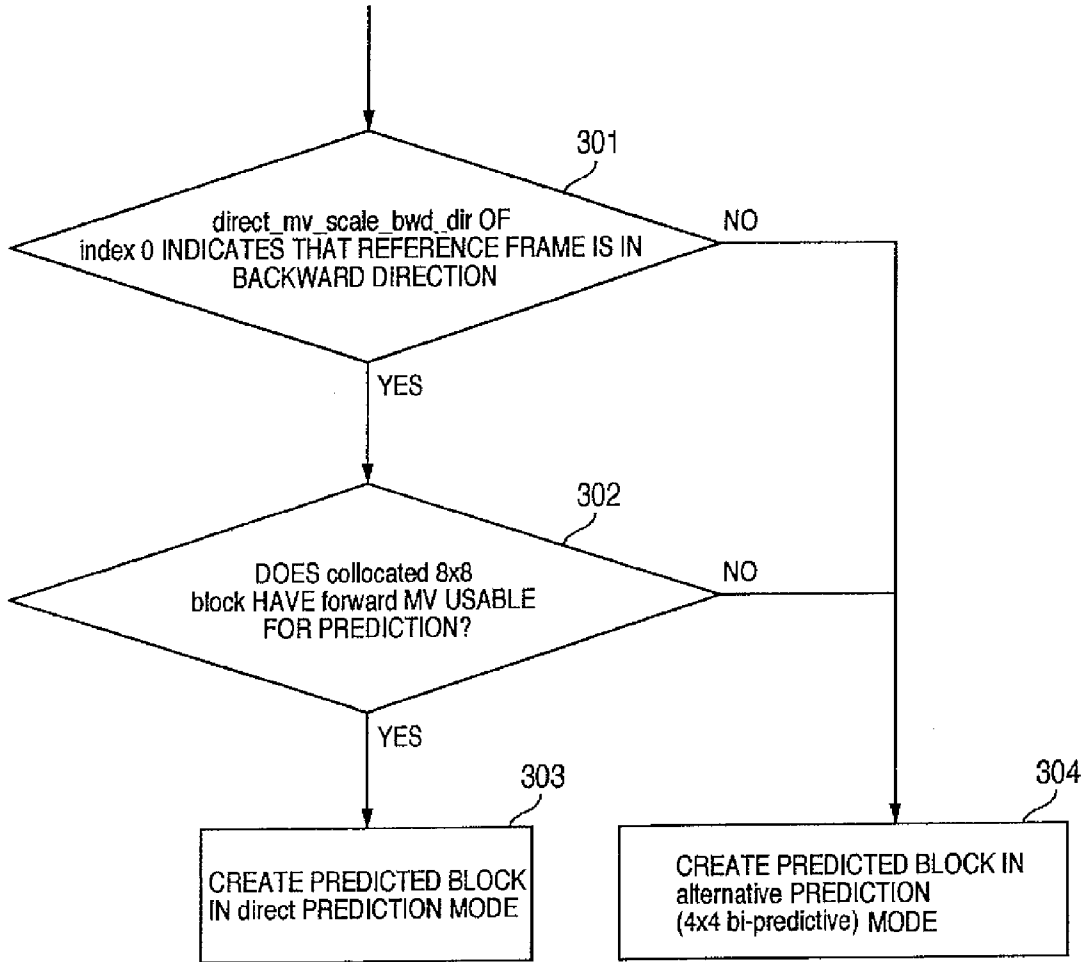 301
direct_mv_scale_bwd_dir OF
index 0 INDICATES THAT REFERENCE FRAME IS IN
BACKWARD DIRECTION
NO
YES
302
DOES collocated 8x8
block HAVE forward MV USABLE
FOR PREDICTION?
NO
YES
303
CREATE PREDICTED BLOCK
IN direct PREDICTION MODE
304
CREATE PREDICTED BLOCK IN
alternative PREDICTION
(4x4 bi-predictive) MODE